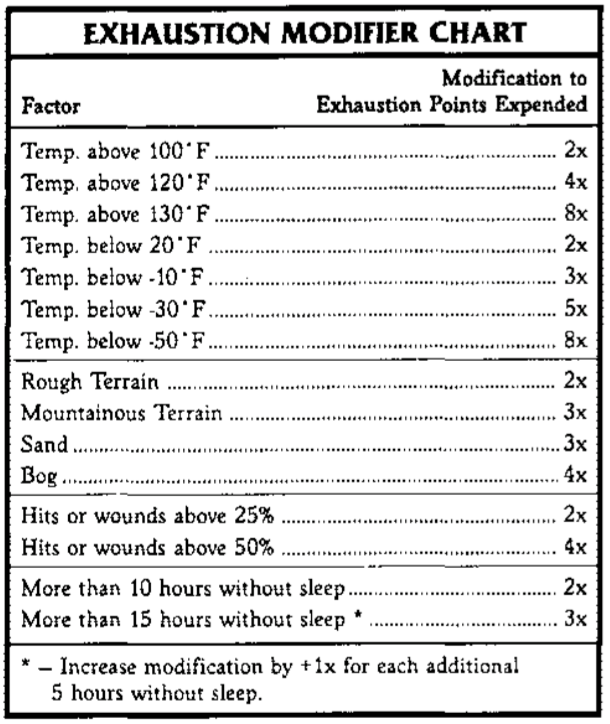 EXHAUSTION MODIFIER CHART
Modification to
Factor Exhaustion Points Expended
Temp. above 100°F ........................ 2x
Temp. above 120°F ........................ 4x
Temp. above 130°F ........................ 8x
Temp. below 20°F ........................ 2x
Temp. below -10°F ........................ 3x
Temp. below -30°F ........................ 5x
Temp. below -50°F ........................ 8x
Rough Terrain ........................ 2x
Mountainous Terrain ........................ 3x
Sand ........................ 3x
Bog ........................ 4x
Hits or wounds above 25% ........................ 2x
Hits or wounds above 50% ........................ 4x
More than 10 hours without sleep ........................ 2x
More than 15 hours without sleep * ........................ 3x
* – Increase modification by +1x for each additional
5 hours without sleep.